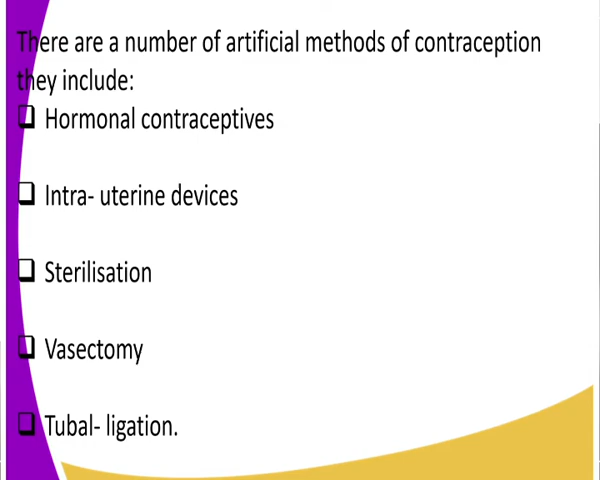 There are a number of artificial methods of contraception
they include:
❑ Hormonal contraceptives
❑ Intra- uterine devices
❑ Sterilisation
❑ Vasectomy
❑ Tubal- ligation.